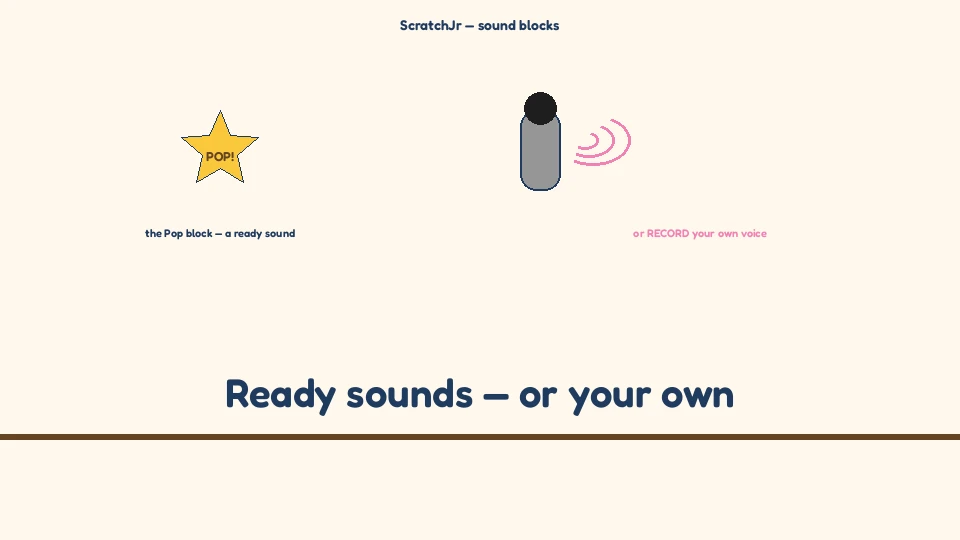 ScratchJr — sound blocks
POP!
the Pop block — a ready sound
or RECORD your own voice
Ready sounds — or your own